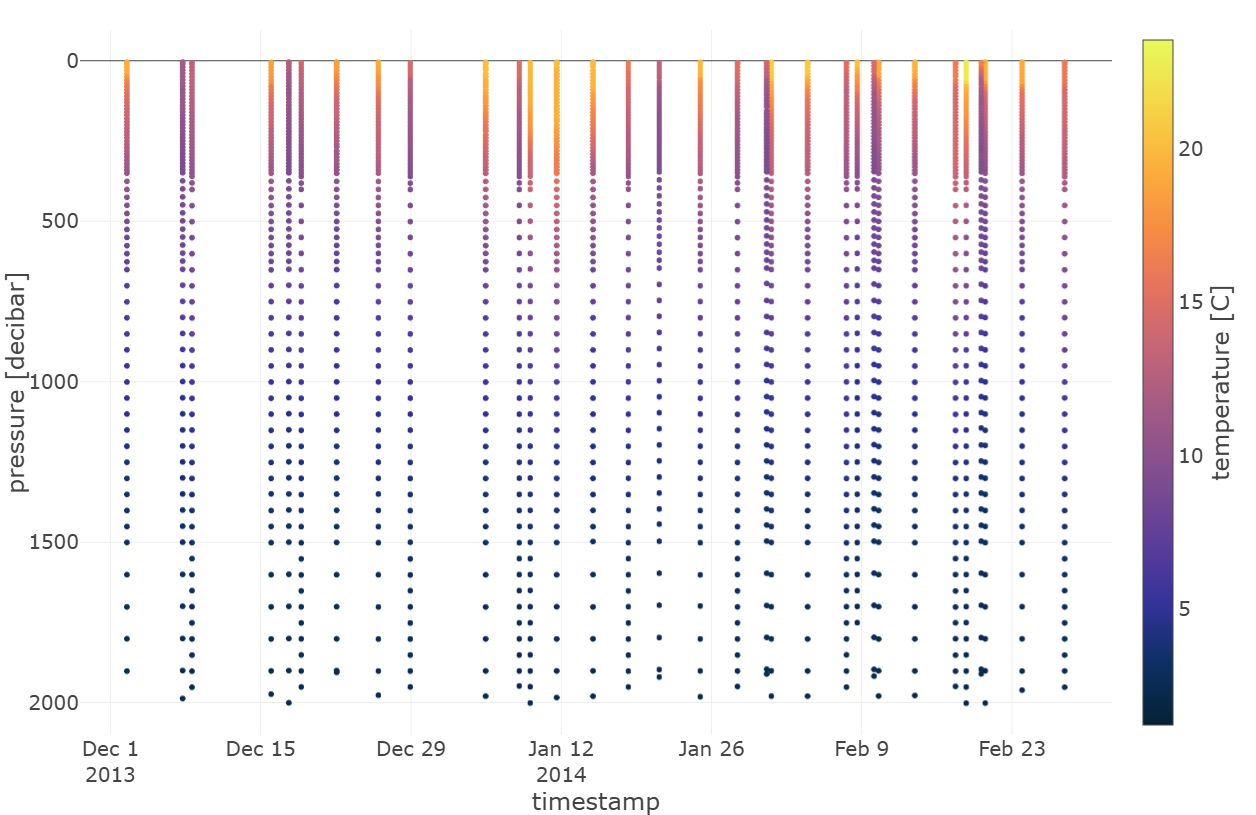 0
500
1000
1500
2000
pressure [decibar]
Dec 1
2013
Dec 15
Dec 29
Jan 12
2014
Jan 26
Feb 9
Feb 23
timestamp
20
15
10
5
temperature [C]